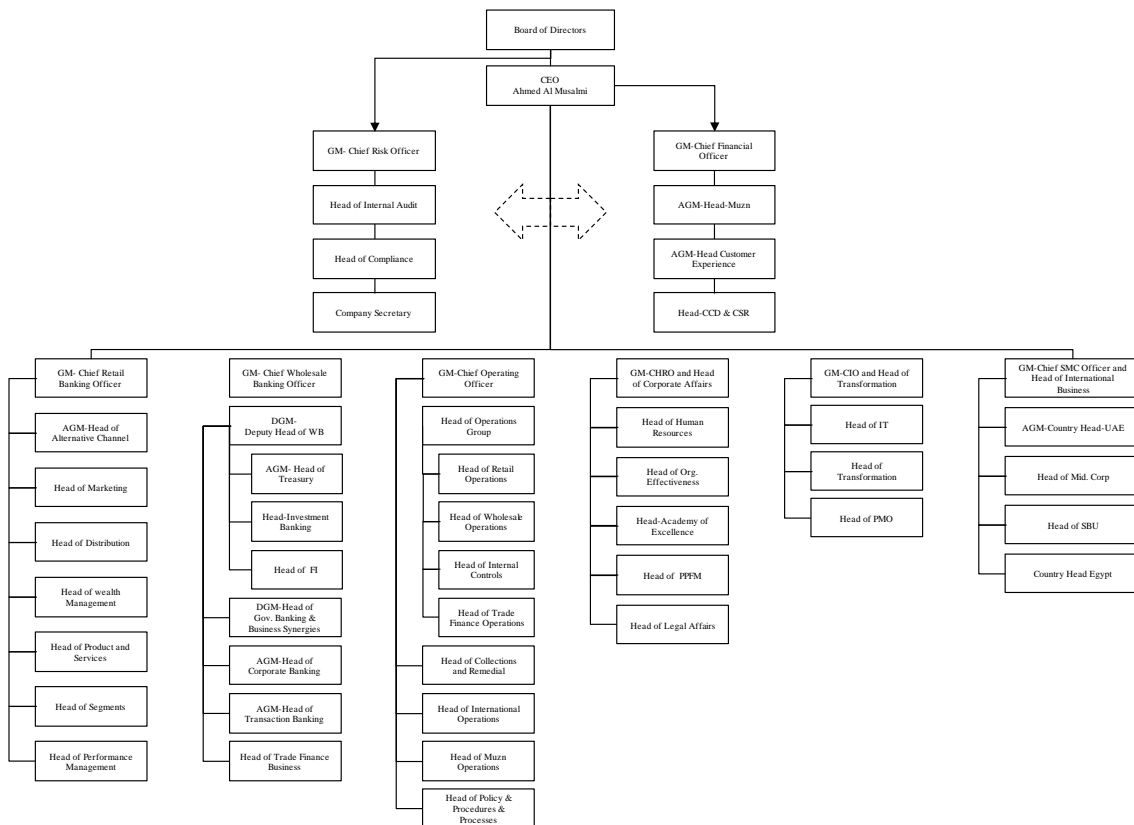 Board of Directors
CEO
Ahmed Al Musalmi
GM- Chief Risk Officer
GM-Chief Financial
Officer
Head of Internal Audit
AGM-Head-Muzn
Head of Compliance
AGM-Head Customer
Experience
Company Secretary
Head-CCD & CSR
GM- Chief Retail
Banking Officer
AGM-Head of
Alternative Channel
Head of Marketing
Head of Distribution
Head of wealth
Management
Head of Product and
Services
Head of Segments
Head of Performance
Management
GM- Chief Wholesale
Banking Officer
DGM-
Deputy Head of WB
AGM- Head of
Treasury
Head-Investment
Banking
Head of FI
DGM-Head of
Gov. Banking &
Business Synergies
AGM-Head of
Corporate Banking
AGM-Head of
Transaction Banking
Head of Trade Finance
Business
GM-Chief Operating
Officer
Head of Operations
Group
Head of Retail
Operations
Head of Wholesale
Operations
Head of Internal
Controls
Head of Trade
Finance Operations
Head of Collections
and Remedial
Head of International
Operations
Head of Muzn
Operations
Head of Policy &
Procedures &
Processes
GM-CHRO and Head
of Corporate Affairs
Head of Human
Resources
Head of Org.
Effectiveness
Head-Academy of
Excellence
Head of PPFM
Head of Legal Affairs
GM-CIO and Head of
Transformation
Head of IT
Head of
Transformation
Head of PMO
GM-Chief SMC Officer and
Head of International
Business
AGM-Country Head-UAE
Head of Mid. Corp
Head of SBU
Country Head Egypt